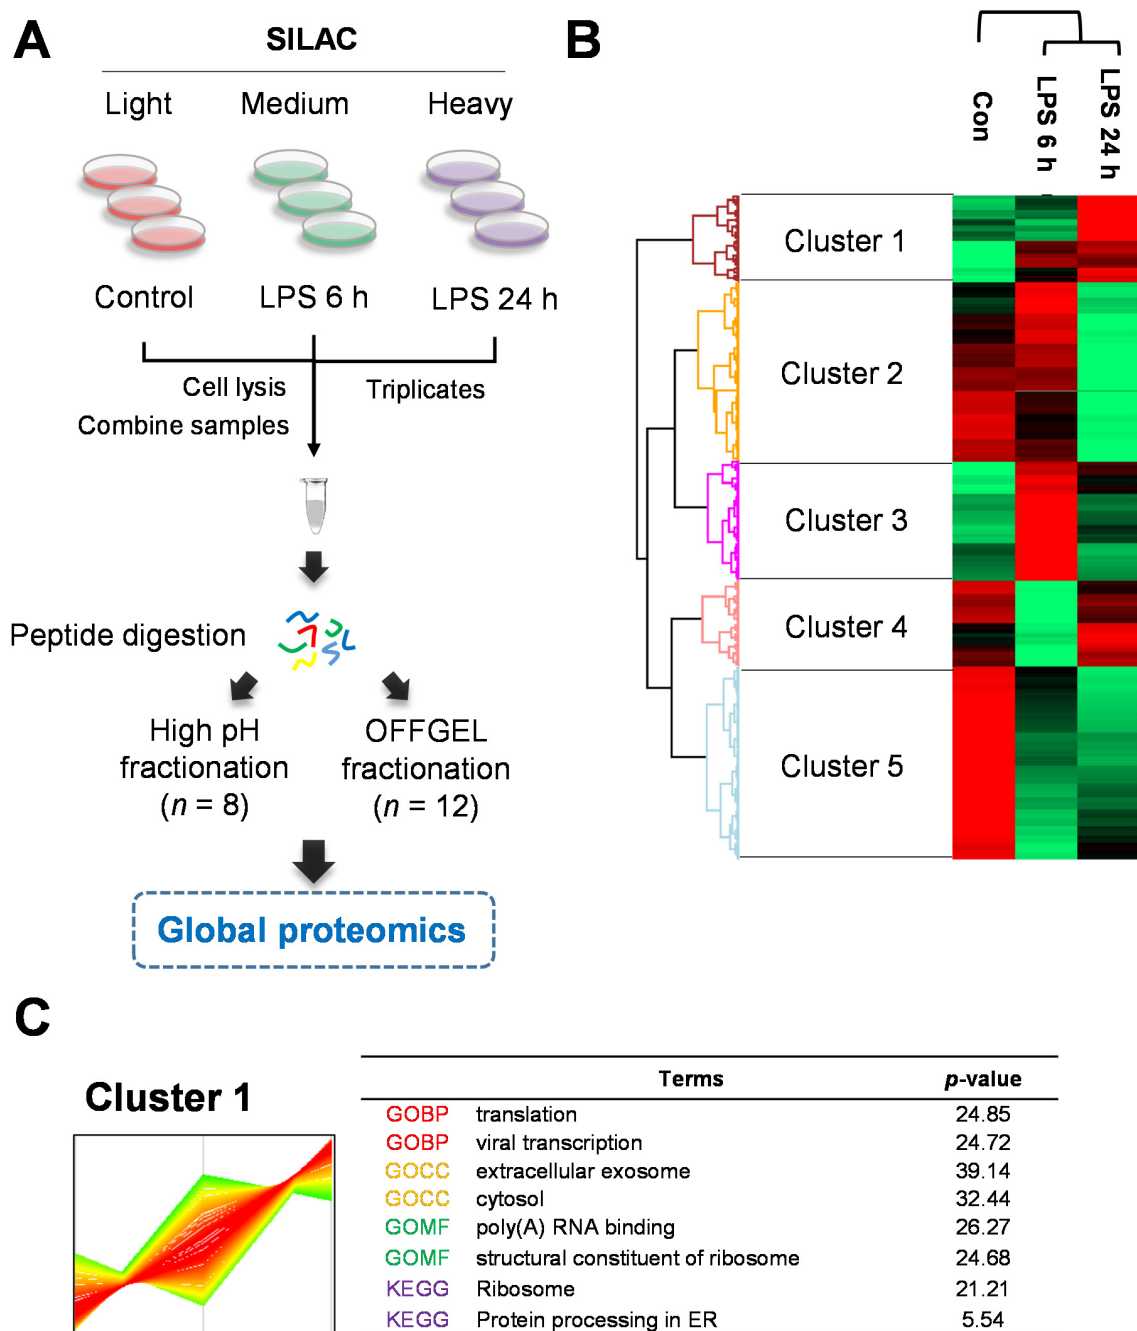 A
SILAC
Light Medium Heavy
Control LPS 6 h LPS 24 h
Cell lysis Triplicates
Combine samples
Peptide digestion
High pH
fractionation
(n = 8)
OFFGEL
fractionation
(n = 12)
Global proteomics
B
Con LPS 6 h LPS 24 h
Cluster 1
Cluster 2
Cluster 3
Cluster 4
Cluster 5
C
Cluster 1
Terms p-value
GOBP translation 24.85
GOBP viral transcription 24.72
GOCC extracellular exosome 39.14
GOCC cytosol 32.44
GOMF poly(A) RNA binding 26.27
GOMF structural constituent of ribosome 24.68
KEGG Ribosome 21.21
KEGG Protein processing in ER 5.54